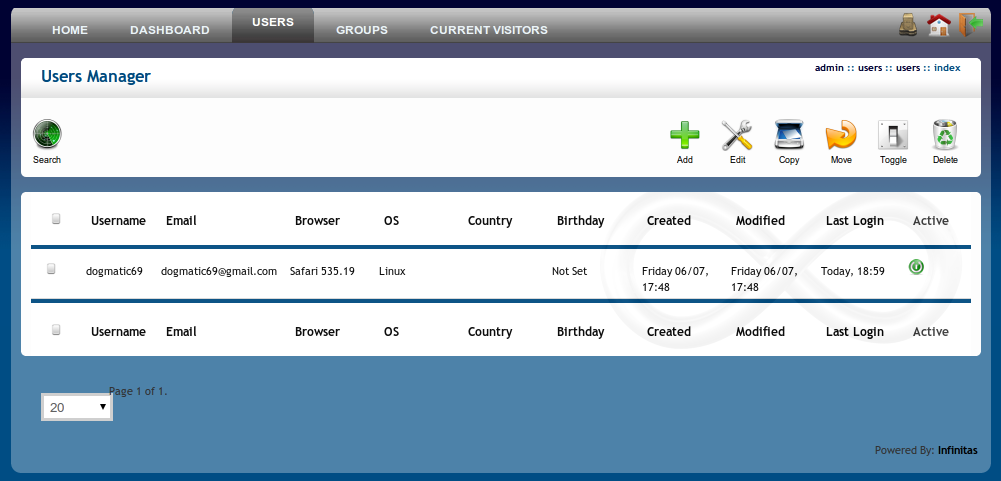 HOME DASHBOARD USERS GROUPS CURRENT VISITORS
Users Manager
admin :: users :: users :: index
Search Add Edit Copy Move Toggle Delete
Username Email Browser OS Country Birthday Created Modified Last Login Active
dogmatic69 dogmatic69@gmail.com Safari 535.19 Linux Not Set Friday 06/07, Friday 06/07, Today, 18:59
17:48 17:48
Username Email Browser OS Country Birthday Created Modified Last Login Active
Page 1 of 1.
20
Powered By: Infinitas